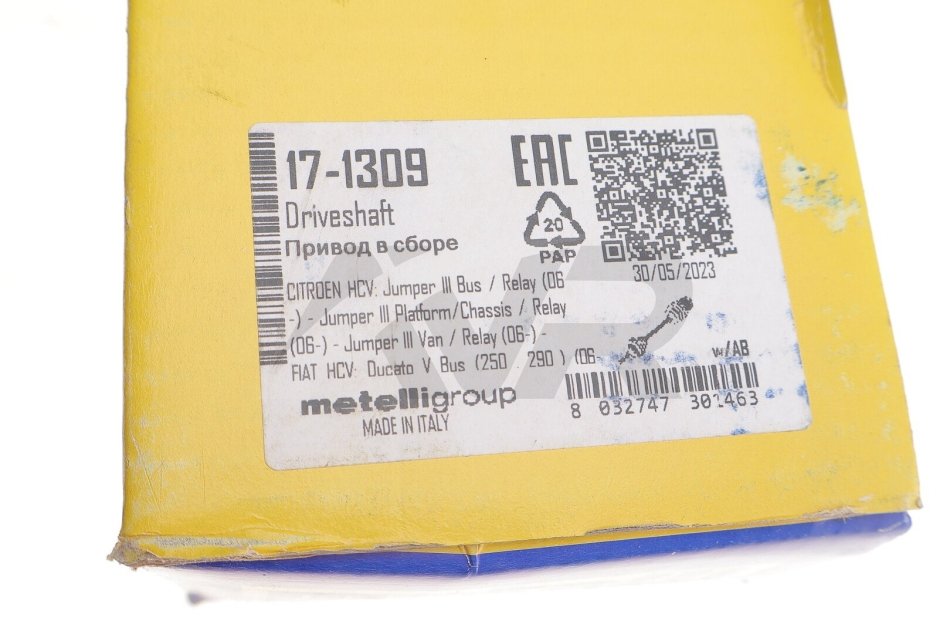 17-1309
EAC
Driveshaft
Привод в сборе
20
PAP
30/05/2023
CITROEN HCV: Jumper III Bus / Relay (06
-) - Jumper III Platform/Chassis / Relay
(06-) - Jumper III Van / Relay (06-)
FIAT HCV: Ducato V Bus (250 , 290 ) (06-
w/AB
metelligroup
MADE IN ITALY
8 032747 301463